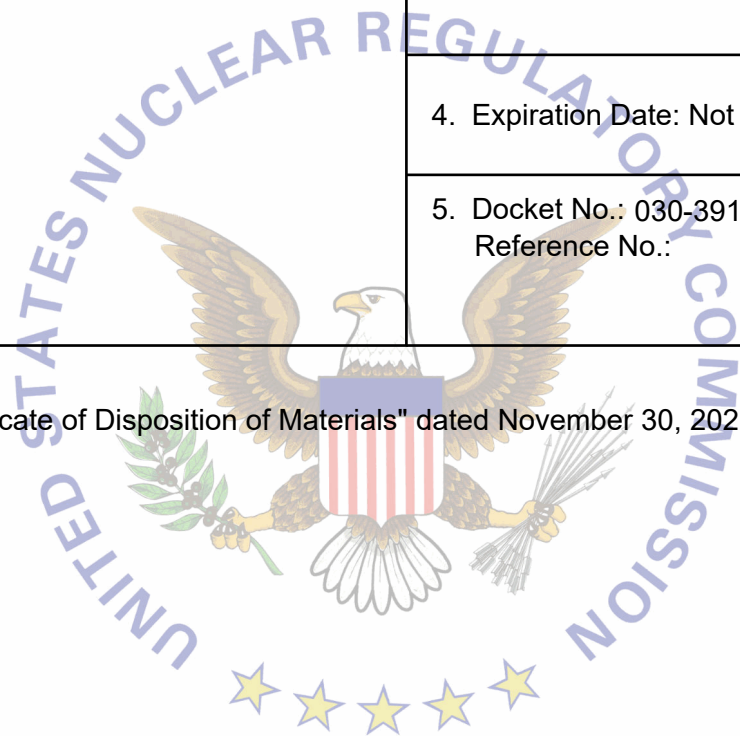 UNITED STATES NUCLEAR REGULATORY COMMISSION
4. Expiration Date: Not
5. Docket No.: 030-391
Reference No.:
cate of Disposition of Materials" dated November 30, 202